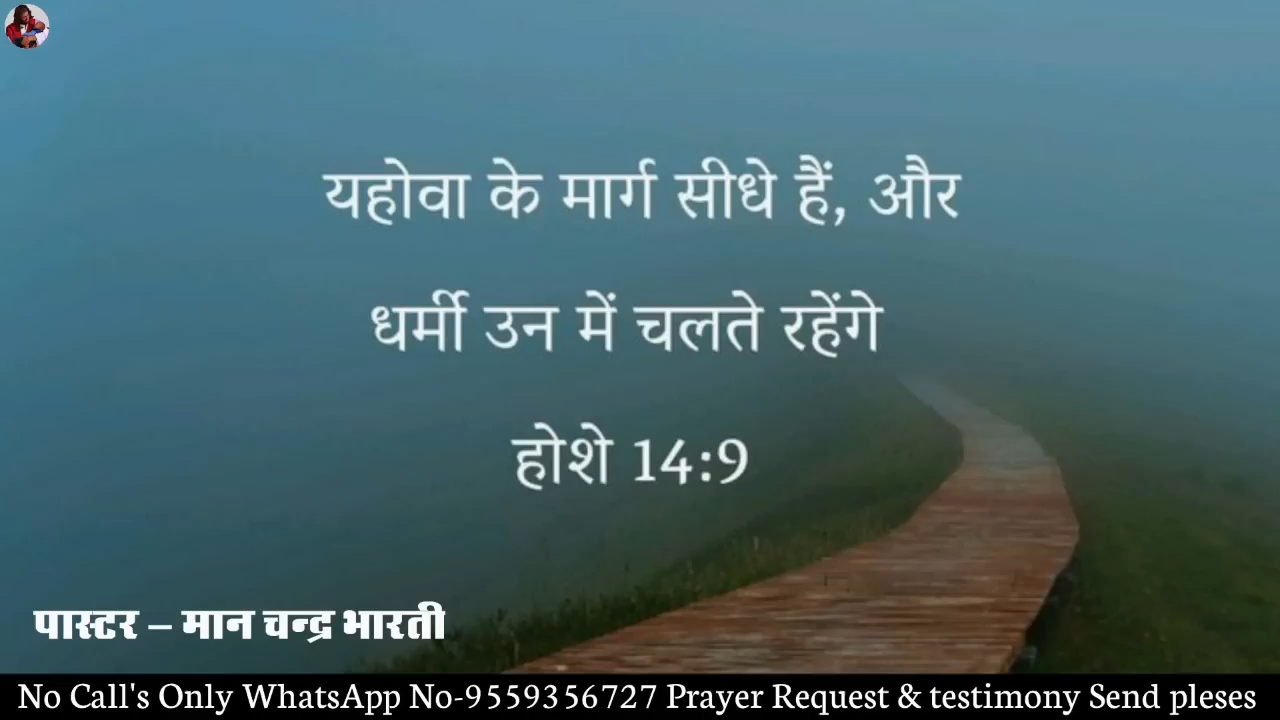 यहोवा के मार्ग सीधे हैं, और
धर्मी उन में चलते रहेंगे
होशे 14:9
पास्टर – मान चन्द्र भारती
No Call's Only WhatsApp No-9559356727 Prayer Request & testimony Send pleses